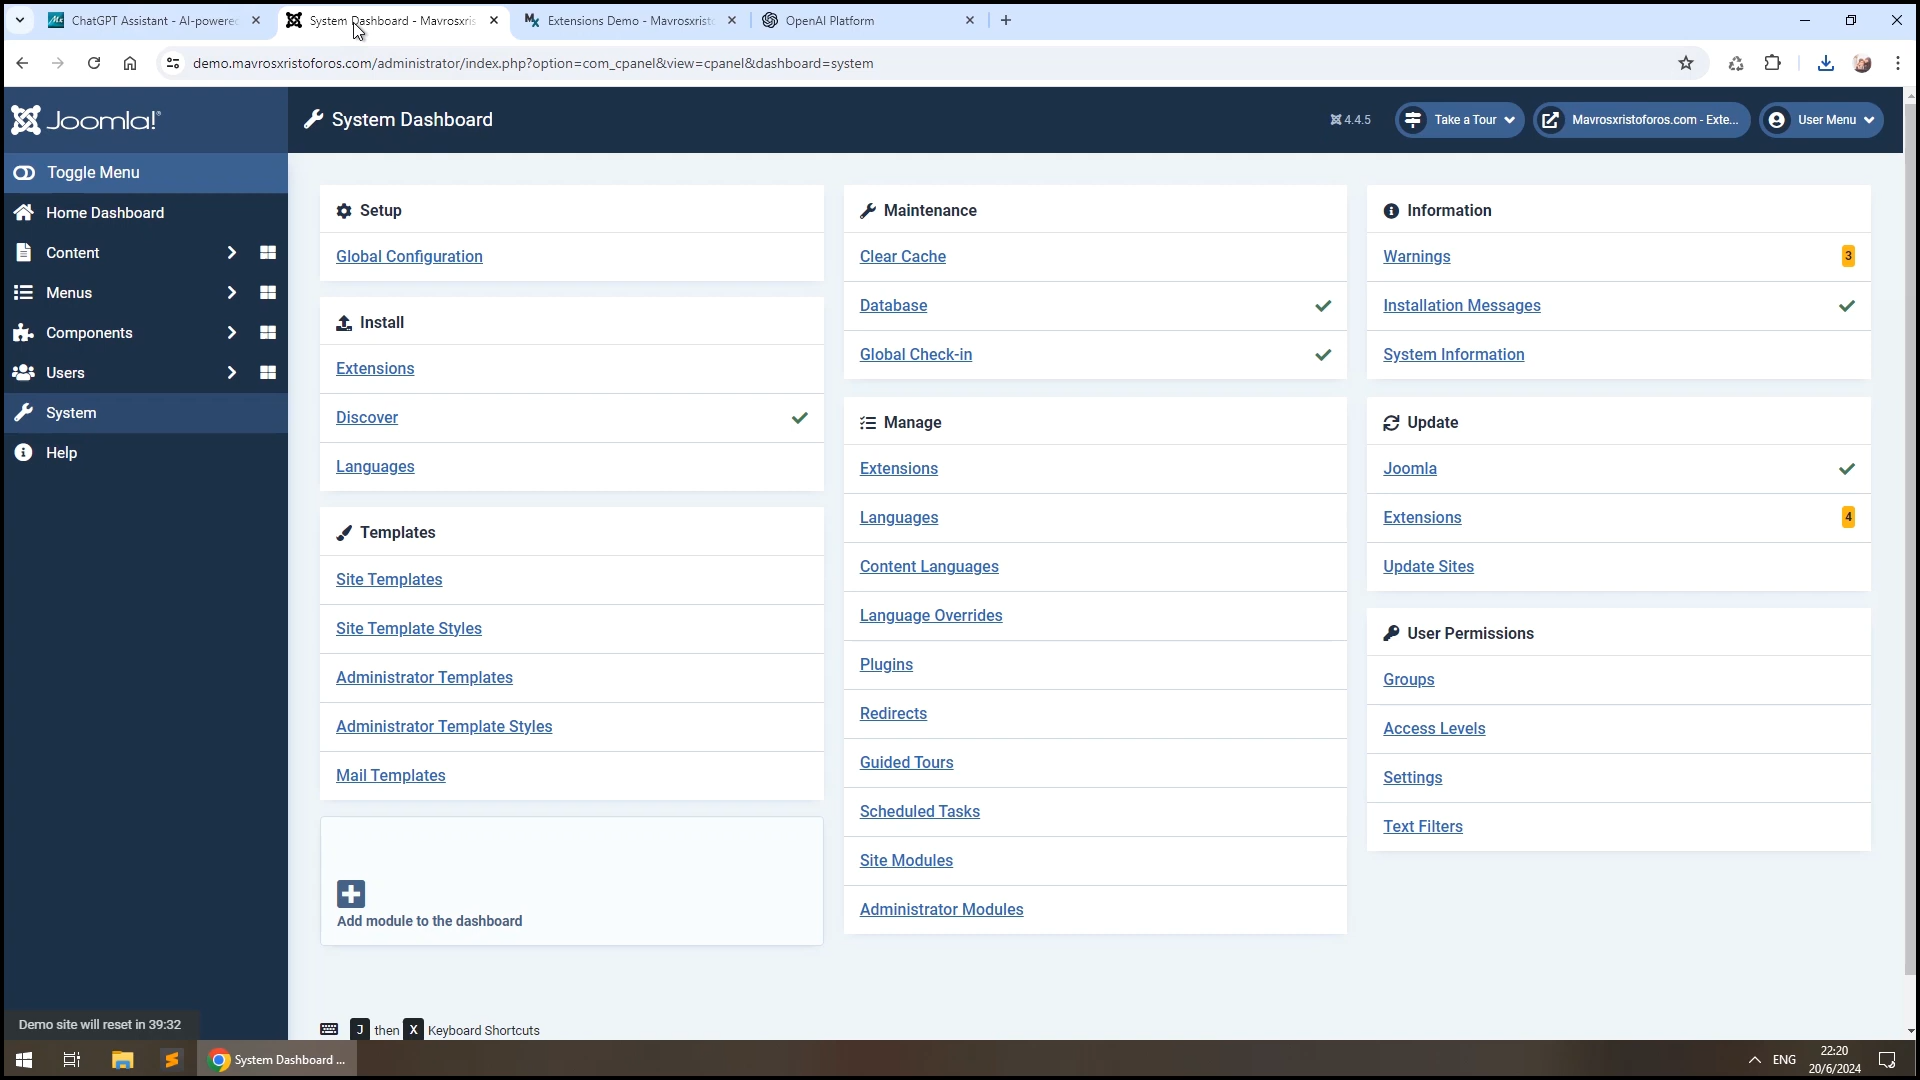 ChatGPT Assistant - AI-powere
System Dashboard - Mavrosxris
Extensions Demo - Mavrosxristo
OpenAI Platform
demo.mavrosxristoforos.com/administrator/index.php?option=com_cpanel&view=cpanel&dashboard=system
Joomla!
System Dashboard
4.4.5
Take a Tour
Mavrosxristoforos.com - Exte...
User Menu
Toggle Menu
Home Dashboard
Content
Menus
Components
Users
System
Help
Setup
Global Configuration
Install
Extensions
Discover
Languages
Templates
Site Templates
Site Template Styles
Administrator Templates
Administrator Template Styles
Mail Templates
Add module to the dashboard
Maintenance
Clear Cache
Database
Global Check-in
Manage
Extensions
Languages
Content Languages
Language Overrides
Plugins
Redirects
Guided Tours
Scheduled Tasks
Site Modules
Administrator Modules
Information
Warnings 3
Installation Messages
System Information
Update
Joomla
Extensions 4
Update Sites
User Permissions
Groups
Access Levels
Settings
Text Filters
Demo site will reset in 39:32
J then X Keyboard Shortcuts
System Dashboard ...
ENG
22:20
20/6/2024